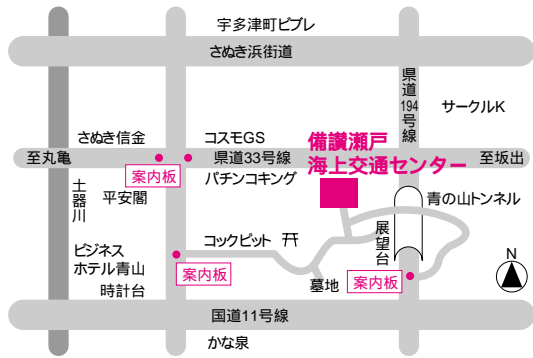 宇多津町ビブレ
さぬき浜街道
県道194号線
サークルK
さぬき信金
コスモGS
備讃瀬戸
海上交通センター
至丸亀
県道33号線
至坂出
案内板
パチンコキング
土器川
平安閣
青の山トンネル
展望台
コックピット
ビジネス
ホテル青山
案内板
時計台
墓地
案内板
N
国道11号線
かな泉